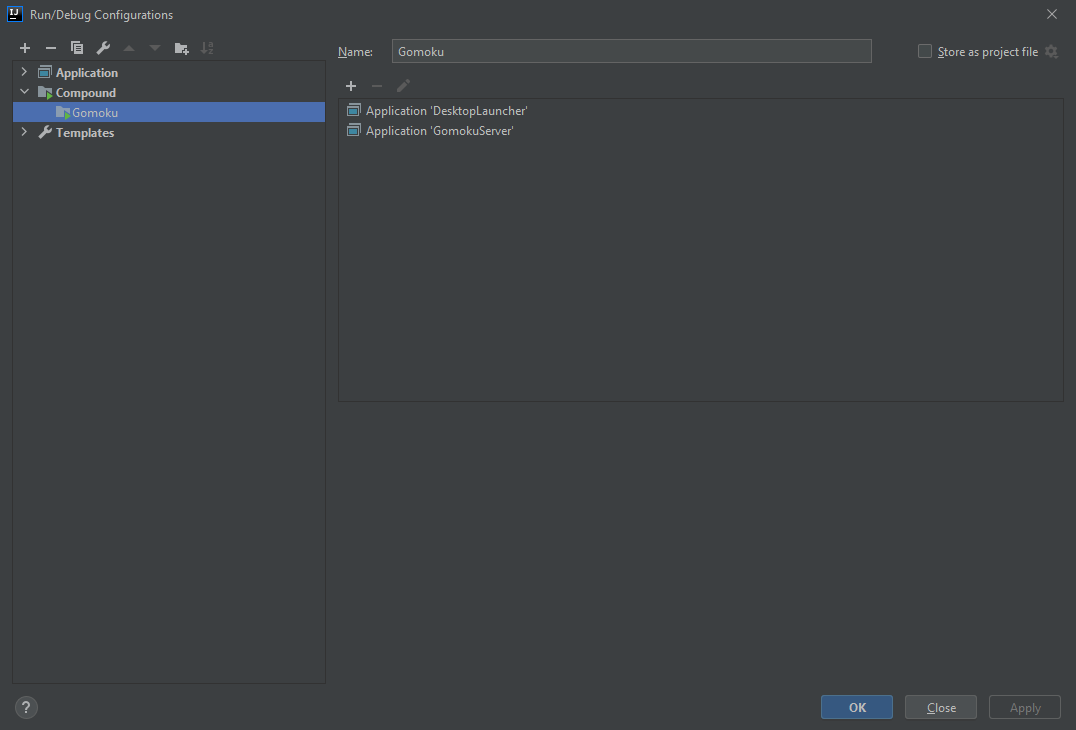 IJ Run/Debug Configurations
Name: Gomoku Store as project file
Application
Compound
Gomoku
Templates
Application 'DesktopLauncher'
Application 'GomokuServer'
? OK Close Apply